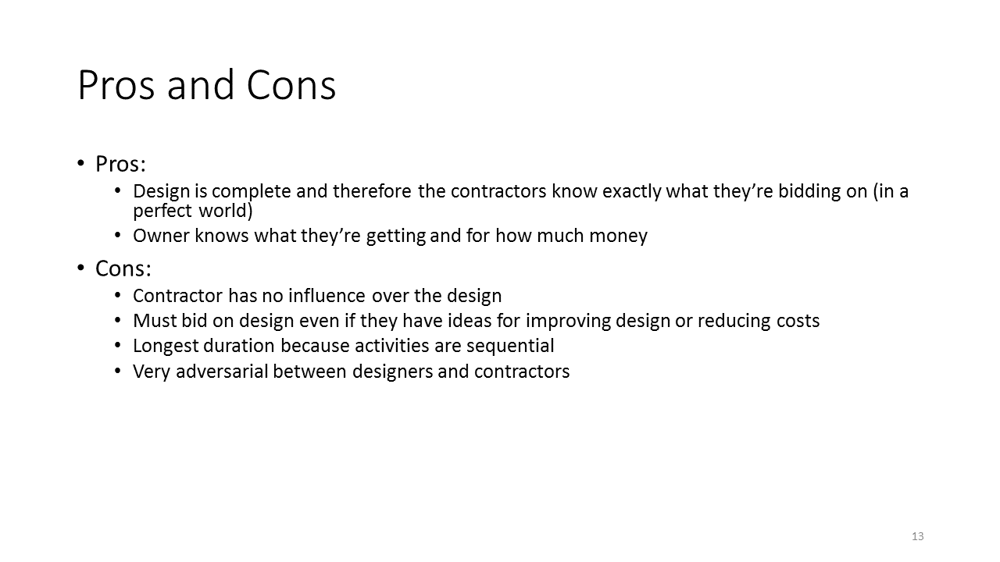 Pros and Cons
• Pros:
• Design is complete and therefore the contractors know exactly what they’re bidding on (in a
perfect world)
• Owner knows what they’re getting and for how much money
• Cons:
• Contractor has no influence over the design
• Must bid on design even if they have ideas for improving design or reducing costs
• Longest duration because activities are sequential
• Very adversarial between designers and contractors
13